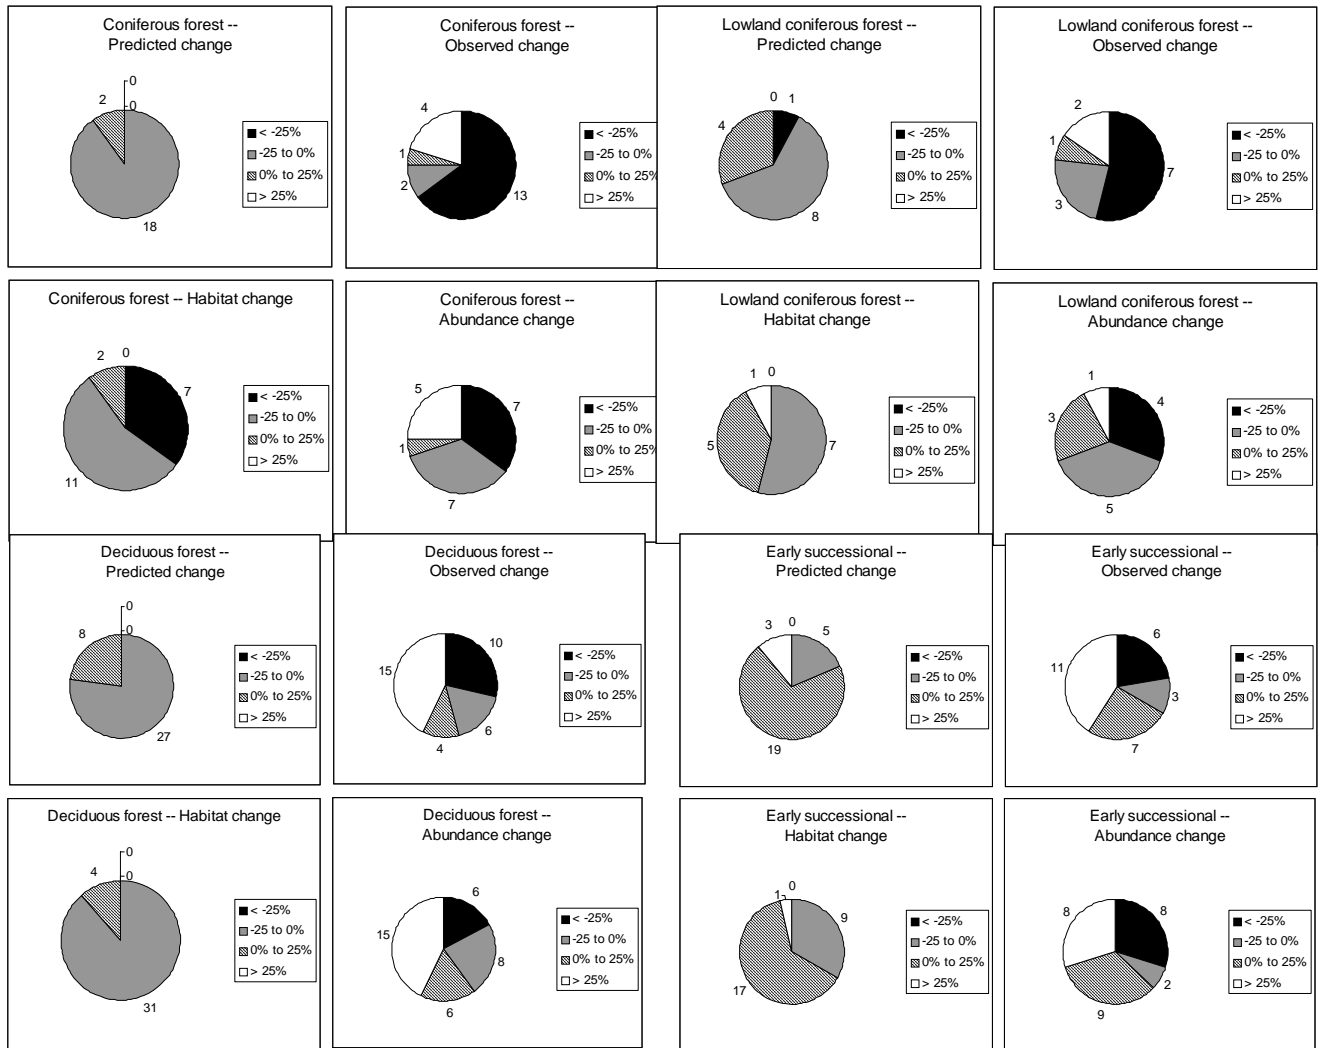 Coniferous forest --
Predicted change
0
0
2
18
< -25%
-25 to 0%
0% to 25%
> 25%
Coniferous forest --
Observed change
4
1
2
13
< -25%
-25 to 0%
0% to 25%
> 25%
Lowland coniferous forest --
Predicted change
0
1
4
8
< -25%
-25 to 0%
0% to 25%
> 25%
Lowland coniferous forest --
Observed change
2
1
3
7
< -25%
-25 to 0%
0% to 25%
> 25%
Coniferous forest -- Habitat change
2
0
7
11
< -25%
-25 to 0%
0% to 25%
> 25%
Coniferous forest --
Abundance change
5
7
1
7
< -25%
-25 to 0%
0% to 25%
> 25%
Lowland coniferous forest --
Habitat change
1
0
5
7
< -25%
-25 to 0%
0% to 25%
> 25%
Lowland coniferous forest --
Abundance change
1
4
3
5
< -25%
-25 to 0%
0% to 25%
> 25%
Deciduous forest --
Predicted change
0
0
8
27
< -25%
-25 to 0%
0% to 25%
> 25%
Deciduous forest --
Observed change
10
15
6
4
< -25%
-25 to 0%
0% to 25%
> 25%
Early successional --
Predicted change
3
0
5
19
< -25%
-25 to 0%
0% to 25%
> 25%
Early successional --
Observed change
6
11
3
7
< -25%
-25 to 0%
0% to 25%
> 25%
Deciduous forest -- Habitat change
0
0
4
31
< -25%
-25 to 0%
0% to 25%
> 25%
Deciduous forest --
Abundance change
6
15
8
6
< -25%
-25 to 0%
0% to 25%
> 25%
Early successional --
Habitat change
1
0
9
17
< -25%
-25 to 0%
0% to 25%
> 25%
Early successional --
Abundance change
8
8
2
9
< -25%
-25 to 0%
0% to 25%
> 25%